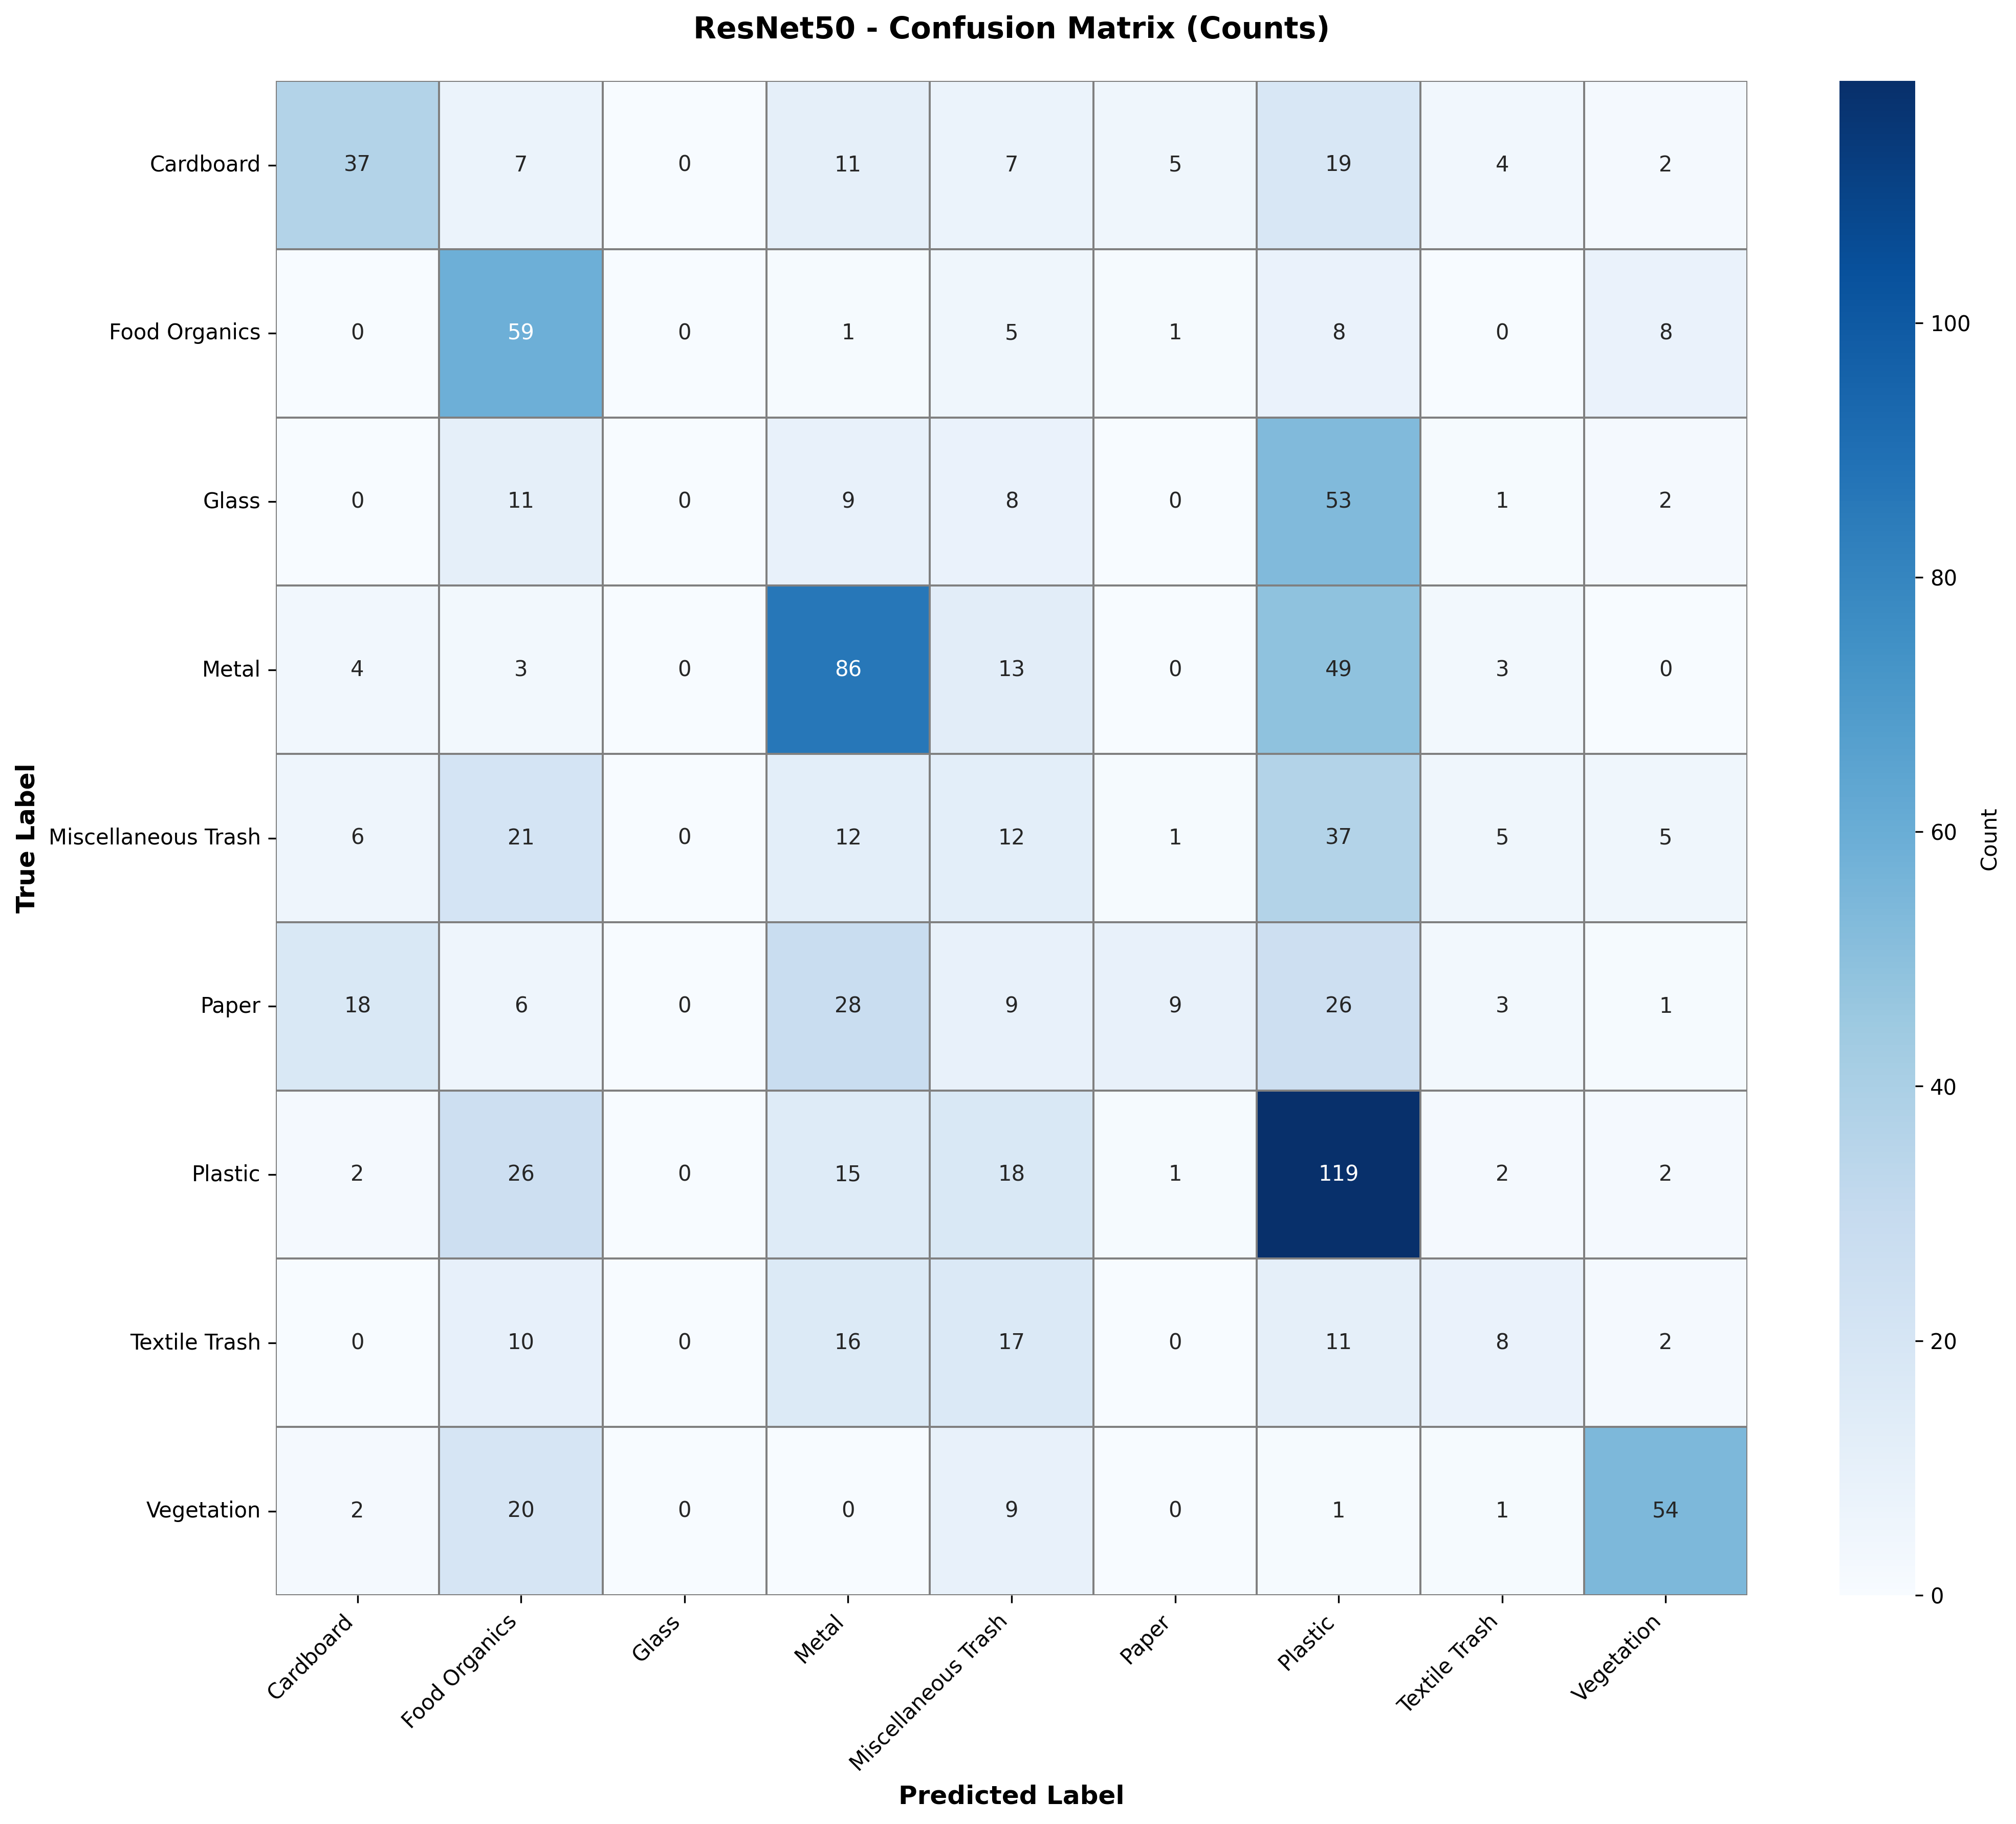 ResNet50 - Confusion Matrix (Counts)
True Label
Cardboard 37 7 0 11 7 5 19 4 2
Food Organics 0 59 0 1 5 1 8 0 8
Glass 0 11 0 9 8 0 53 1 2
Metal 4 3 0 86 13 0 49 3 0
Miscellaneous Trash 6 21 0 12 12 1 37 5 5
Paper 18 6 0 28 9 9 26 3 1
Plastic 2 26 0 15 18 1 119 2 2
Textile Trash 0 10 0 16 17 0 11 8 2
Vegetation 2 20 0 0 9 0 1 1 54
Cardboard Food Organics Glass Metal Miscellaneous Trash Paper Plastic Textile Trash Vegetation
Predicted Label
100
80
60
40
20
0
Count